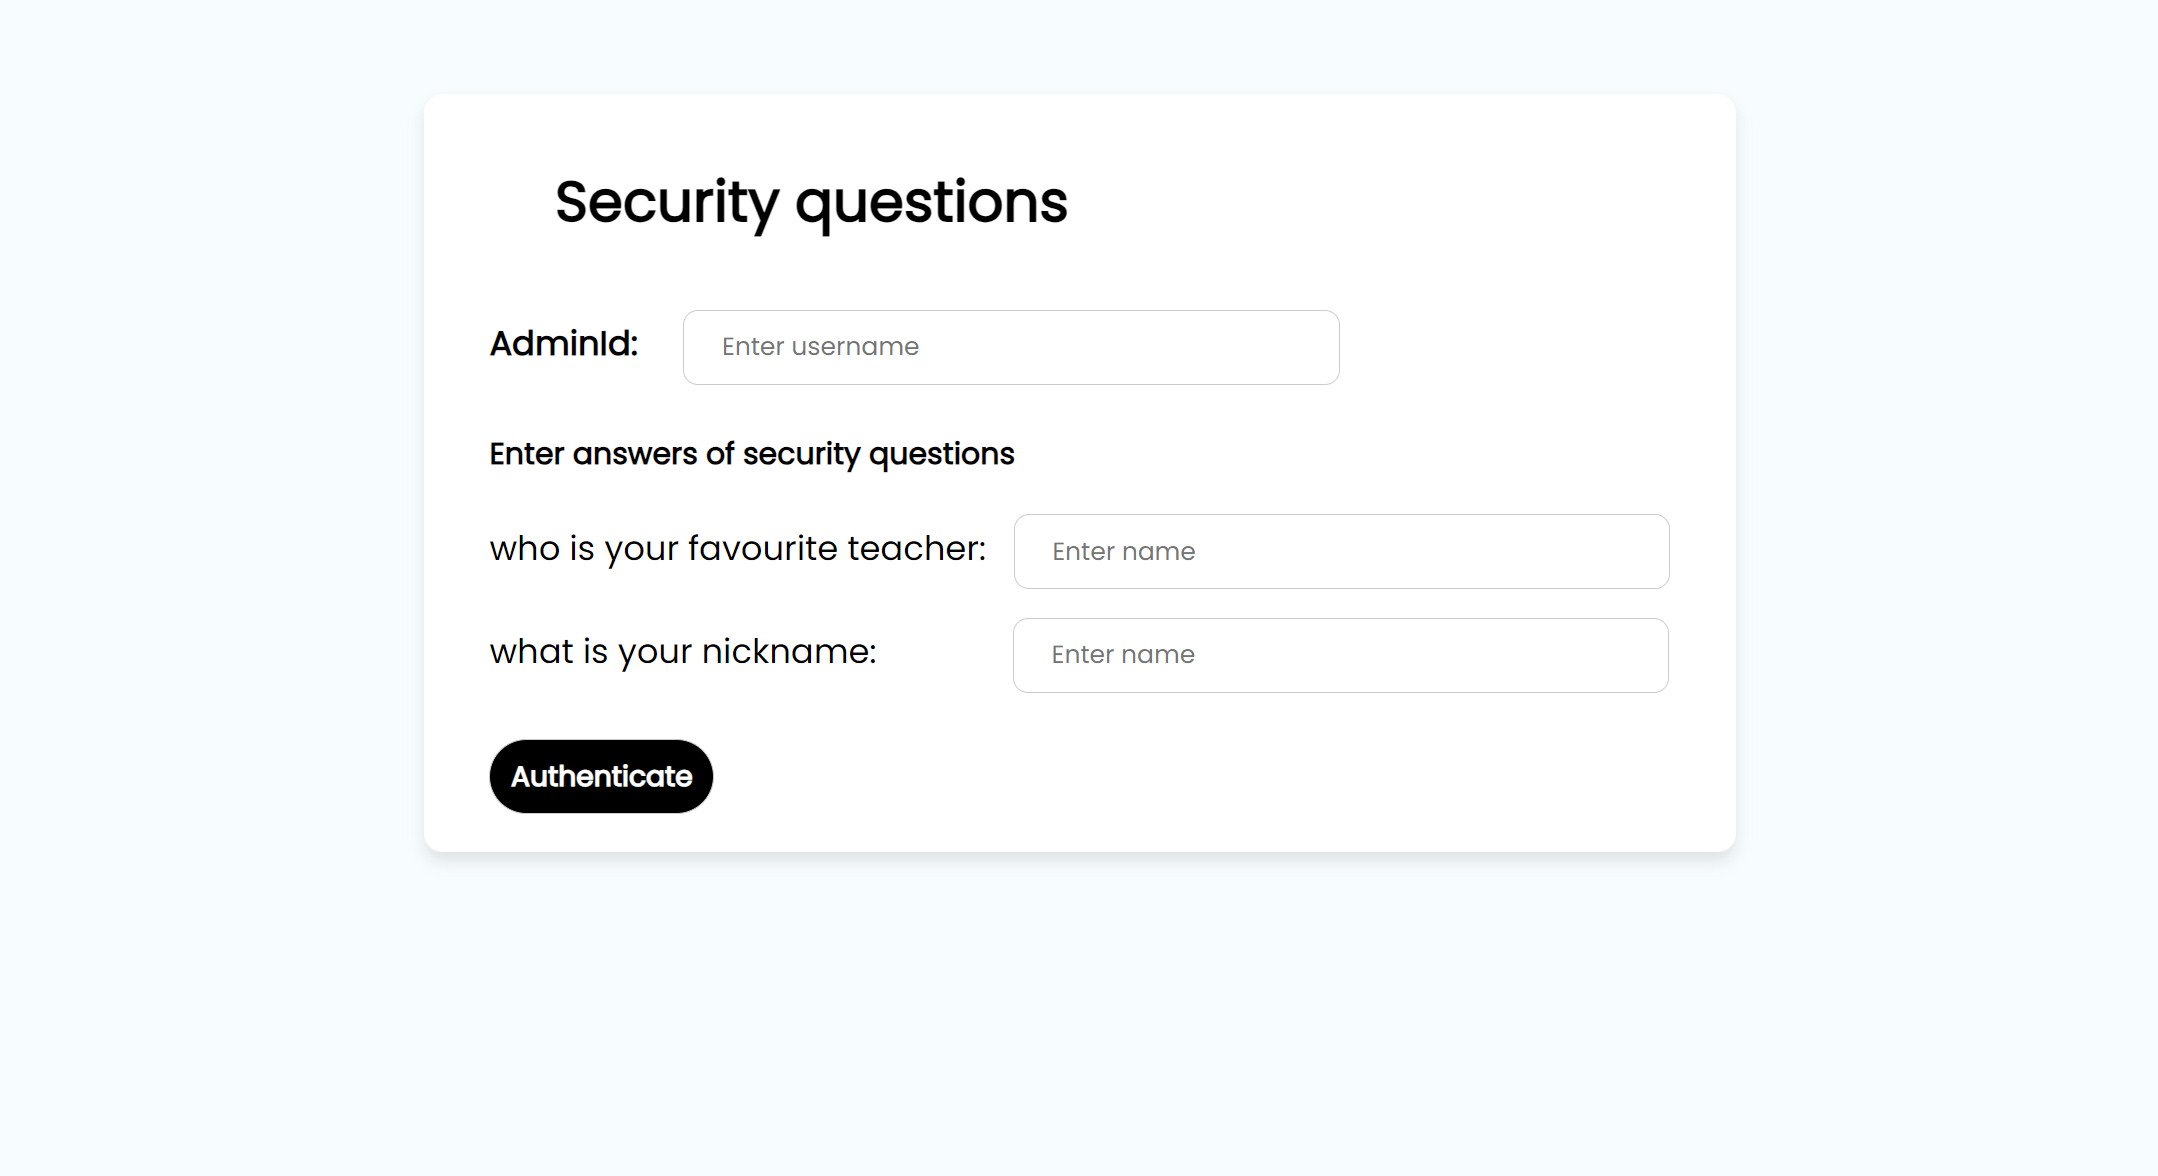 Security questions
AdminId: Enter username
Enter answers of security questions
who is your favourite teacher: Enter name
what is your nickname: Enter name
Authenticate